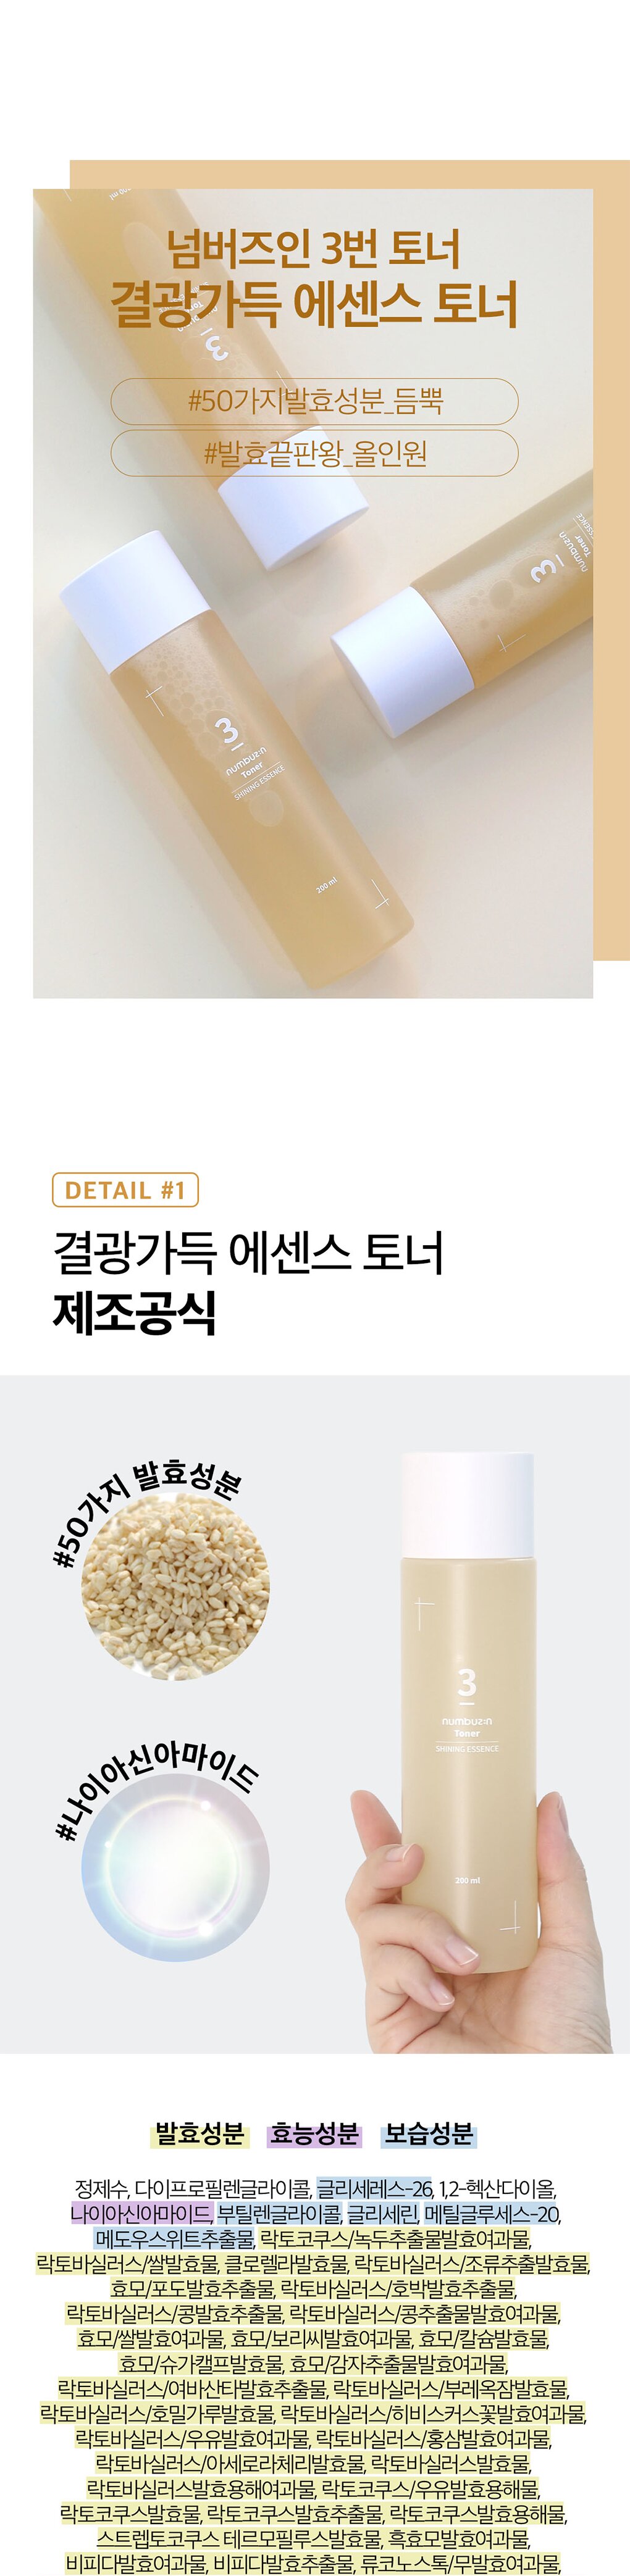 넘버즈인 3번 토너
결광가득 에센스 토너
#50가지발효성분_듬뿍
#발효끝판왕_올인원
3
numbuz:n
Toner
SHINING ESSENCE
200 ml
3
numbuz:n
Toner
DETAIL #1
결광가득 에센스 토너
제조공식
#50가지 발효성분
#나이아신아마이드
3
numbuz:n
Toner
SHINING ESSENCE
200 ml
발효성분 효능성분 보습성분
정제수, 다이프로필렌글라이콜, 글리세레스-26, 1,2-헥산다이올,
나이아신아마이드, 부틸렌글라이콜, 글리세린, 메틸글루세스-20,
메도우스위트추출물, 락토코쿠스/녹두추출물발효여과물,
락토바실러스/쌀발효물, 클로렐라발효물, 락토바실러스/조류추출발효물,
효모/포도발효추출물, 락토바실러스/호박발효추출물,
락토바실러스/콩발효추출물, 락토바실러스/콩추출물발효여과물,
효모/쌀발효여과물, 효모/보리씨발효여과물, 효모/칼슘발효물,
효모/슈가캘프발효물, 효모/감자추출물발효여과물,
락토바실러스/여바산타발효추출물, 락토바실러스/부레옥잠발효물,
락토바실러스/호밀가루발효물, 락토바실러스/히비스커스꽃발효여과물,
락토바실러스/우유발효여과물, 락토바실러스/홍삼발효여과물,
락토바실러스/아세로라체리발효물, 락토바실러스발효물,
락토바실러스발효용해여과물, 락토코쿠스/우유발효용해물,
락토코쿠스발효물, 락토코쿠스발효추출물, 락토코쿠스발효용해물,
스트렙토코쿠스 테르모필루스발효물, 흑효모발효여과물,
비피다발효여과물, 비피다발효추출물, 류코노스톡/무발효여과물,